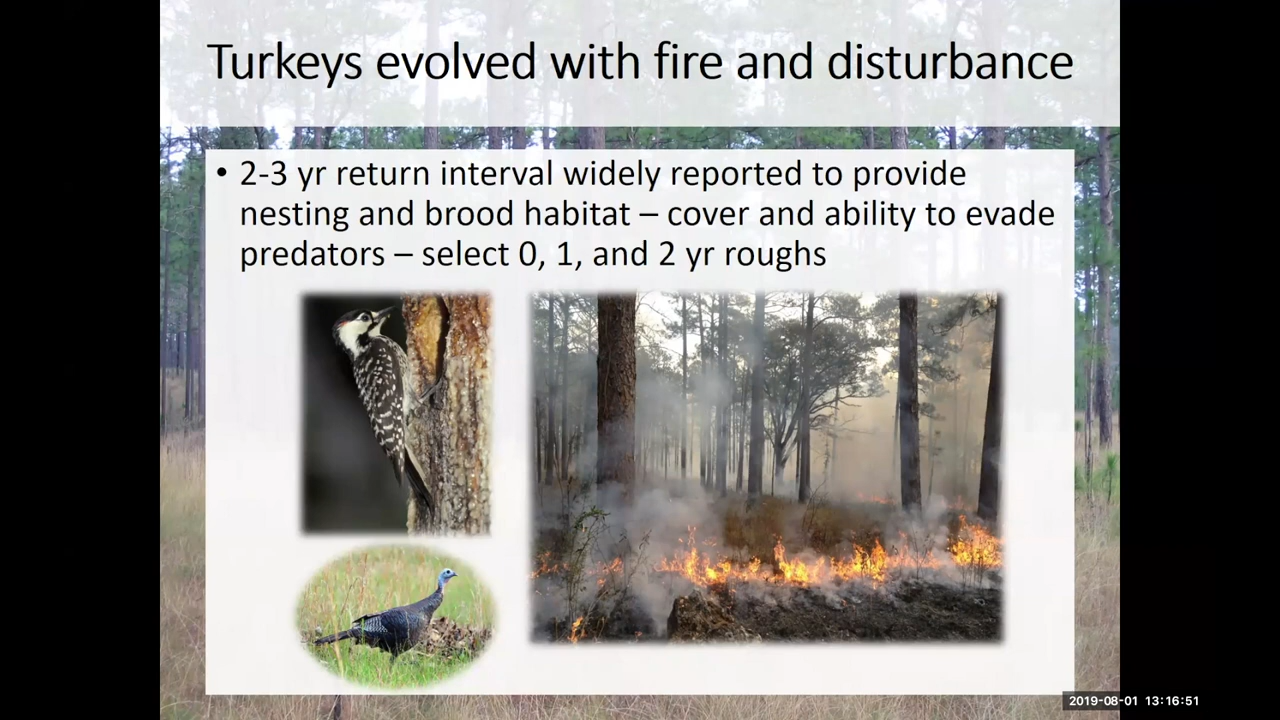 Turkeys evolved with fire and disturbance
• 2-3 yr return interval widely reported to provide
nesting and brood habitat – cover and ability to evade
predators – select 0, 1, and 2 yr roughs
2019-08-01 13:16:51